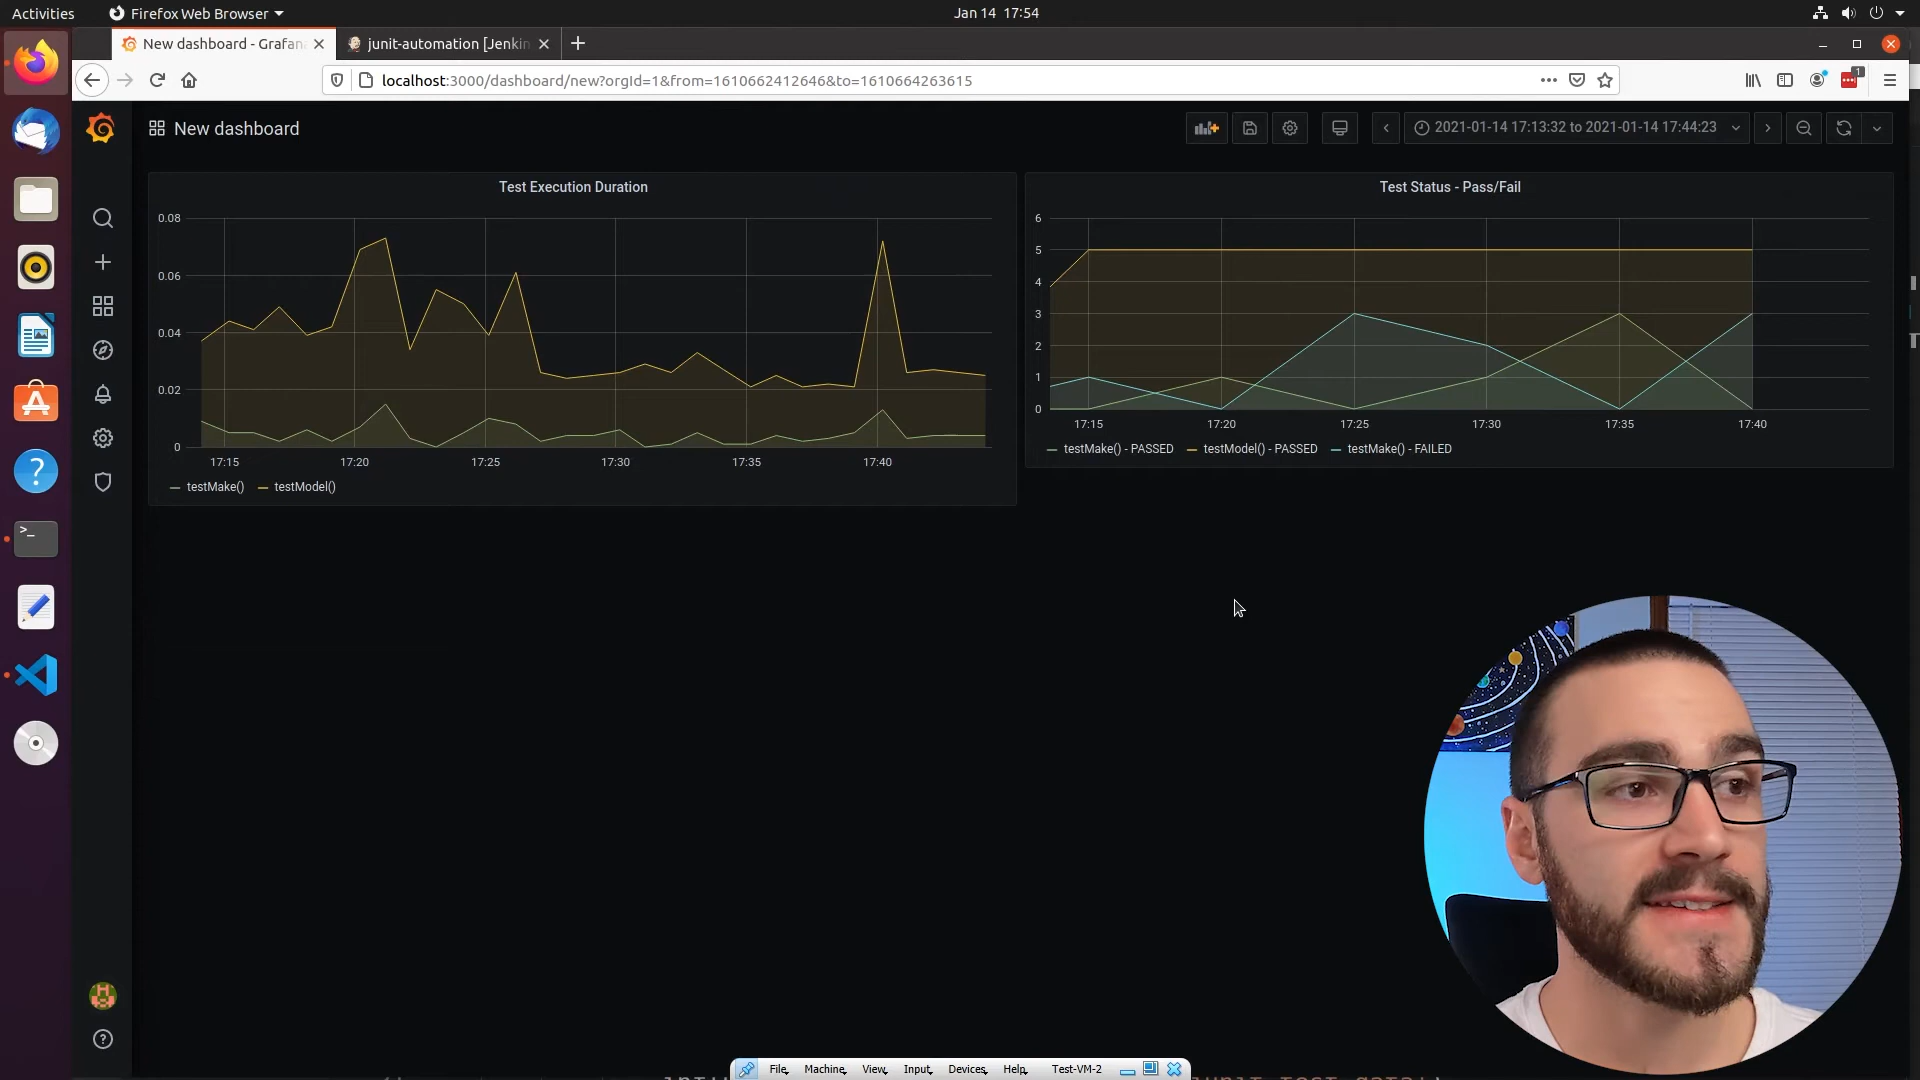 Activities
Firefox Web Browser
Jan 14 17:54
New dashboard - Grafan
junit-automation [Jenkin
localhost:3000/dashboard/new?orgId=1&from=1610662412646&to=1610664263615
1
New dashboard
2021-01-14 17:13:32 to 2021-01-14 17:44:23
Test Execution Duration
0.08
0.06
0.04
0.02
0
17:15 17:20 17:25 17:30 17:35 17:40
testMake() testModel()
Test Status - Pass/Fail
6
5
4
3
2
1
0
17:15 17:20 17:25 17:30 17:35 17:40
testMake() - PASSED testModel() - PASSED testMake() - FAILED
File Machine View Input Devices Help Test-VM-2